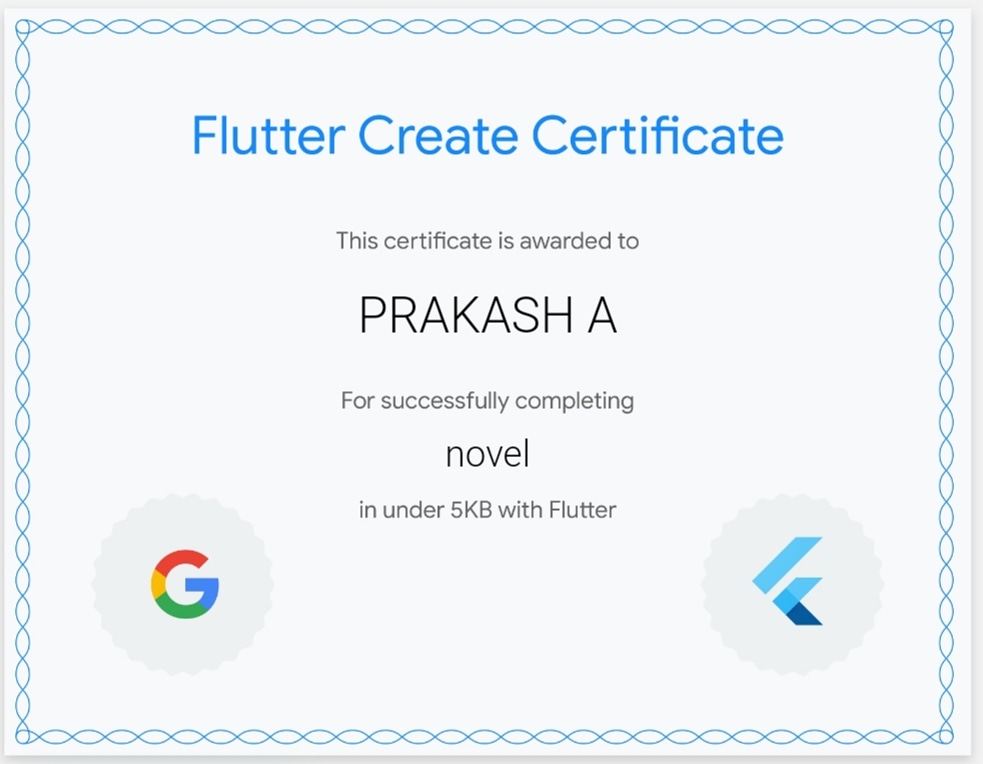 Flutter Create Certificate
This certificate is awarded to
PRAKASH A
For successfully completing
novel
in under 5KB with Flutter